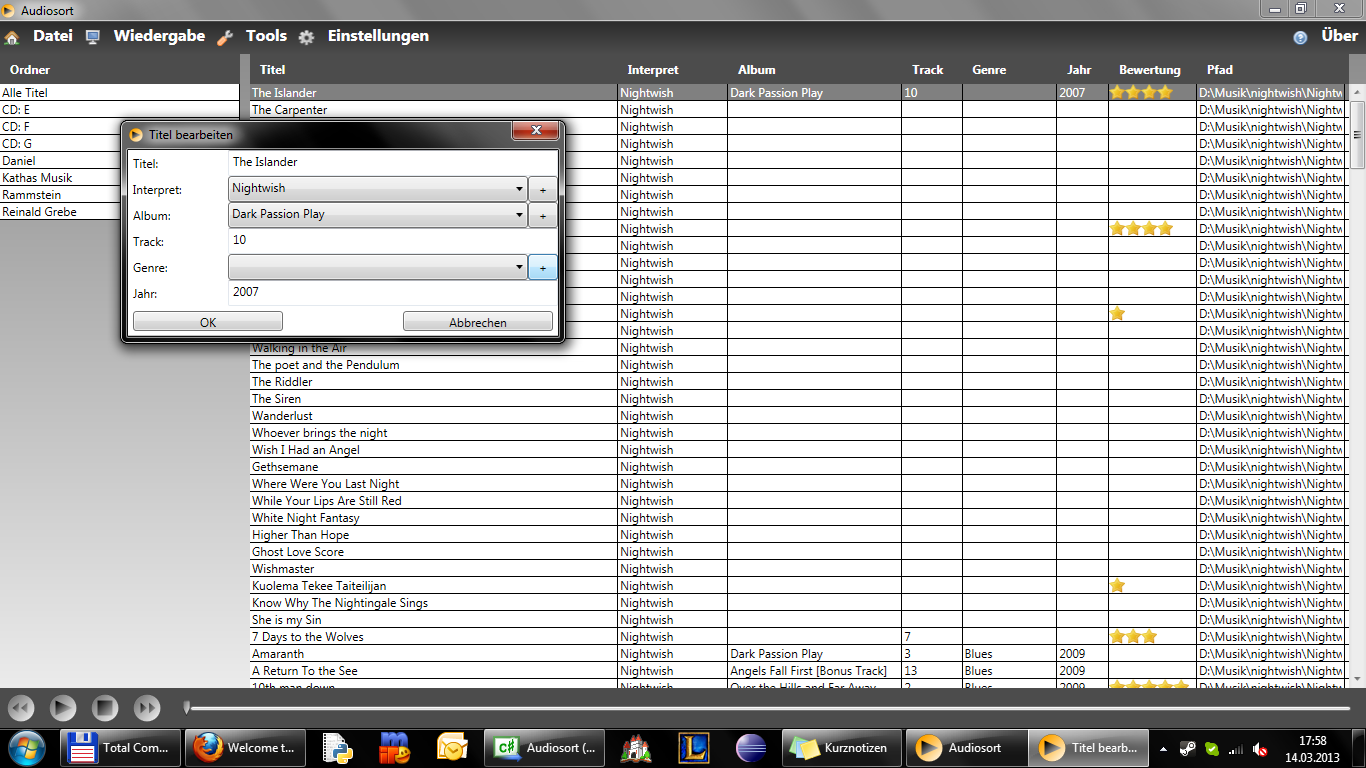 Audiosort
Datei Wiedergabe Tools Einstellungen Über
Ordner Titel Interpret Album Track Genre Jahr Bewertung Pfad
Alle Titel
CD: E
CD: F
CD: G
Daniel
Kathas Musik
Rammstein
Reinald Grebe
Titel bearbeiten
Titel: The Islander
Interpret: Nightwish +
Album: Dark Passion Play +
Track: 10
Genre: +
Jahr: 2007
OK Abbrechen
The Islander Nightwish Dark Passion Play 10 2007 D:\Musik\nightwish\Nightw
The Carpenter Nightwish D:\Musik\nightwish\Nightw
Nightwish D:\Musik\nightwish\Nightw
Nightwish D:\Musik\nightwish\Nightw
Nightwish D:\Musik\nightwish\Nightw
Nightwish D:\Musik\nightwish\Nightw
Nightwish D:\Musik\nightwish\Nightw
Nightwish D:\Musik\nightwish\Nightw
Nightwish D:\Musik\nightwish\Nightw
Nightwish D:\Musik\nightwish\Nightw
Nightwish D:\Musik\nightwish\Nightw
Nightwish D:\Musik\nightwish\Nightw
Nightwish D:\Musik\nightwish\Nightw
Nightwish D:\Musik\nightwish\Nightw
Nightwish D:\Musik\nightwish\Nightw
Walking in the Air Nightwish D:\Musik\nightwish\Nightw
The poet and the Pendulum Nightwish D:\Musik\nightwish\Nightw
The Riddler Nightwish D:\Musik\nightwish\Nightw
The Siren Nightwish D:\Musik\nightwish\Nightw
Wanderlust Nightwish D:\Musik\nightwish\Nightw
Whoever brings the night Nightwish D:\Musik\nightwish\Nightw
Wish I Had an Angel Nightwish D:\Musik\nightwish\Nightw
Gethsemane Nightwish D:\Musik\nightwish\Nightw
Where Were You Last Night Nightwish D:\Musik\nightwish\Nightw
While Your Lips Are Still Red Nightwish D:\Musik\nightwish\Nightw
White Night Fantasy Nightwish D:\Musik\nightwish\Nightw
Higher Than Hope Nightwish D:\Musik\nightwish\Nightw
Ghost Love Score Nightwish D:\Musik\nightwish\Nightw
Wishmaster Nightwish D:\Musik\nightwish\Nightw
Kuolema Tekee Taiteilijan Nightwish D:\Musik\nightwish\Nightw
Know Why The Nightingale Sings Nightwish D:\Musik\nightwish\Nightw
She is my Sin Nightwish D:\Musik\nightwish\Nightw
7 Days to the Wolves Nightwish 7 D:\Musik\nightwish\Nightw
Amaranth Nightwish Dark Passion Play 3 Blues 2009 D:\Musik\nightwish\Nightw
A Return To the See Nightwish Angels Fall First [Bonus Track] 13 Blues 2009 D:\Musik\nightwish\Nightw
10th man down Nightwish Over the Hills and Far Away 2 Blues 2009 D:\Musik\nightwish\Nightw
Total Com... Welcome t... Audiosort (... Kurznotizen Audiosort Titel bearb... 17:58
14.03.2013